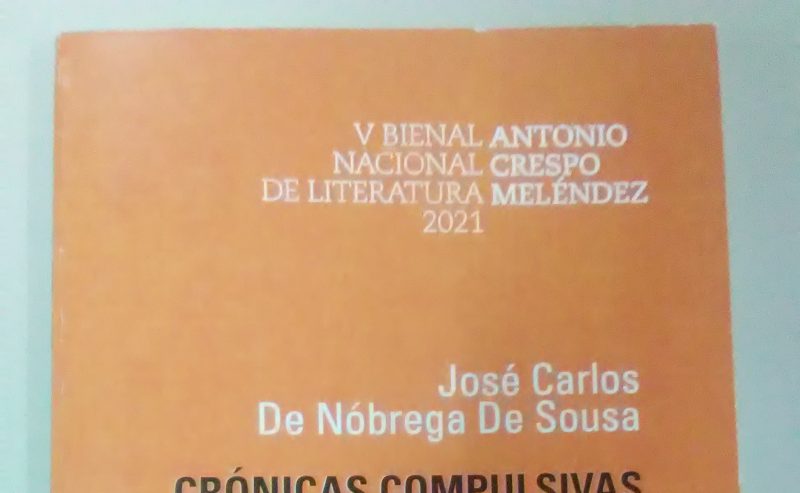 V BIENAL ANTONIO
NACIONAL CRESPO
DE LITERATURA MELÉNDEZ
2021
José Carlos
De Nóbrega De Sousa
CRÓNICAS COMPULSIVAS